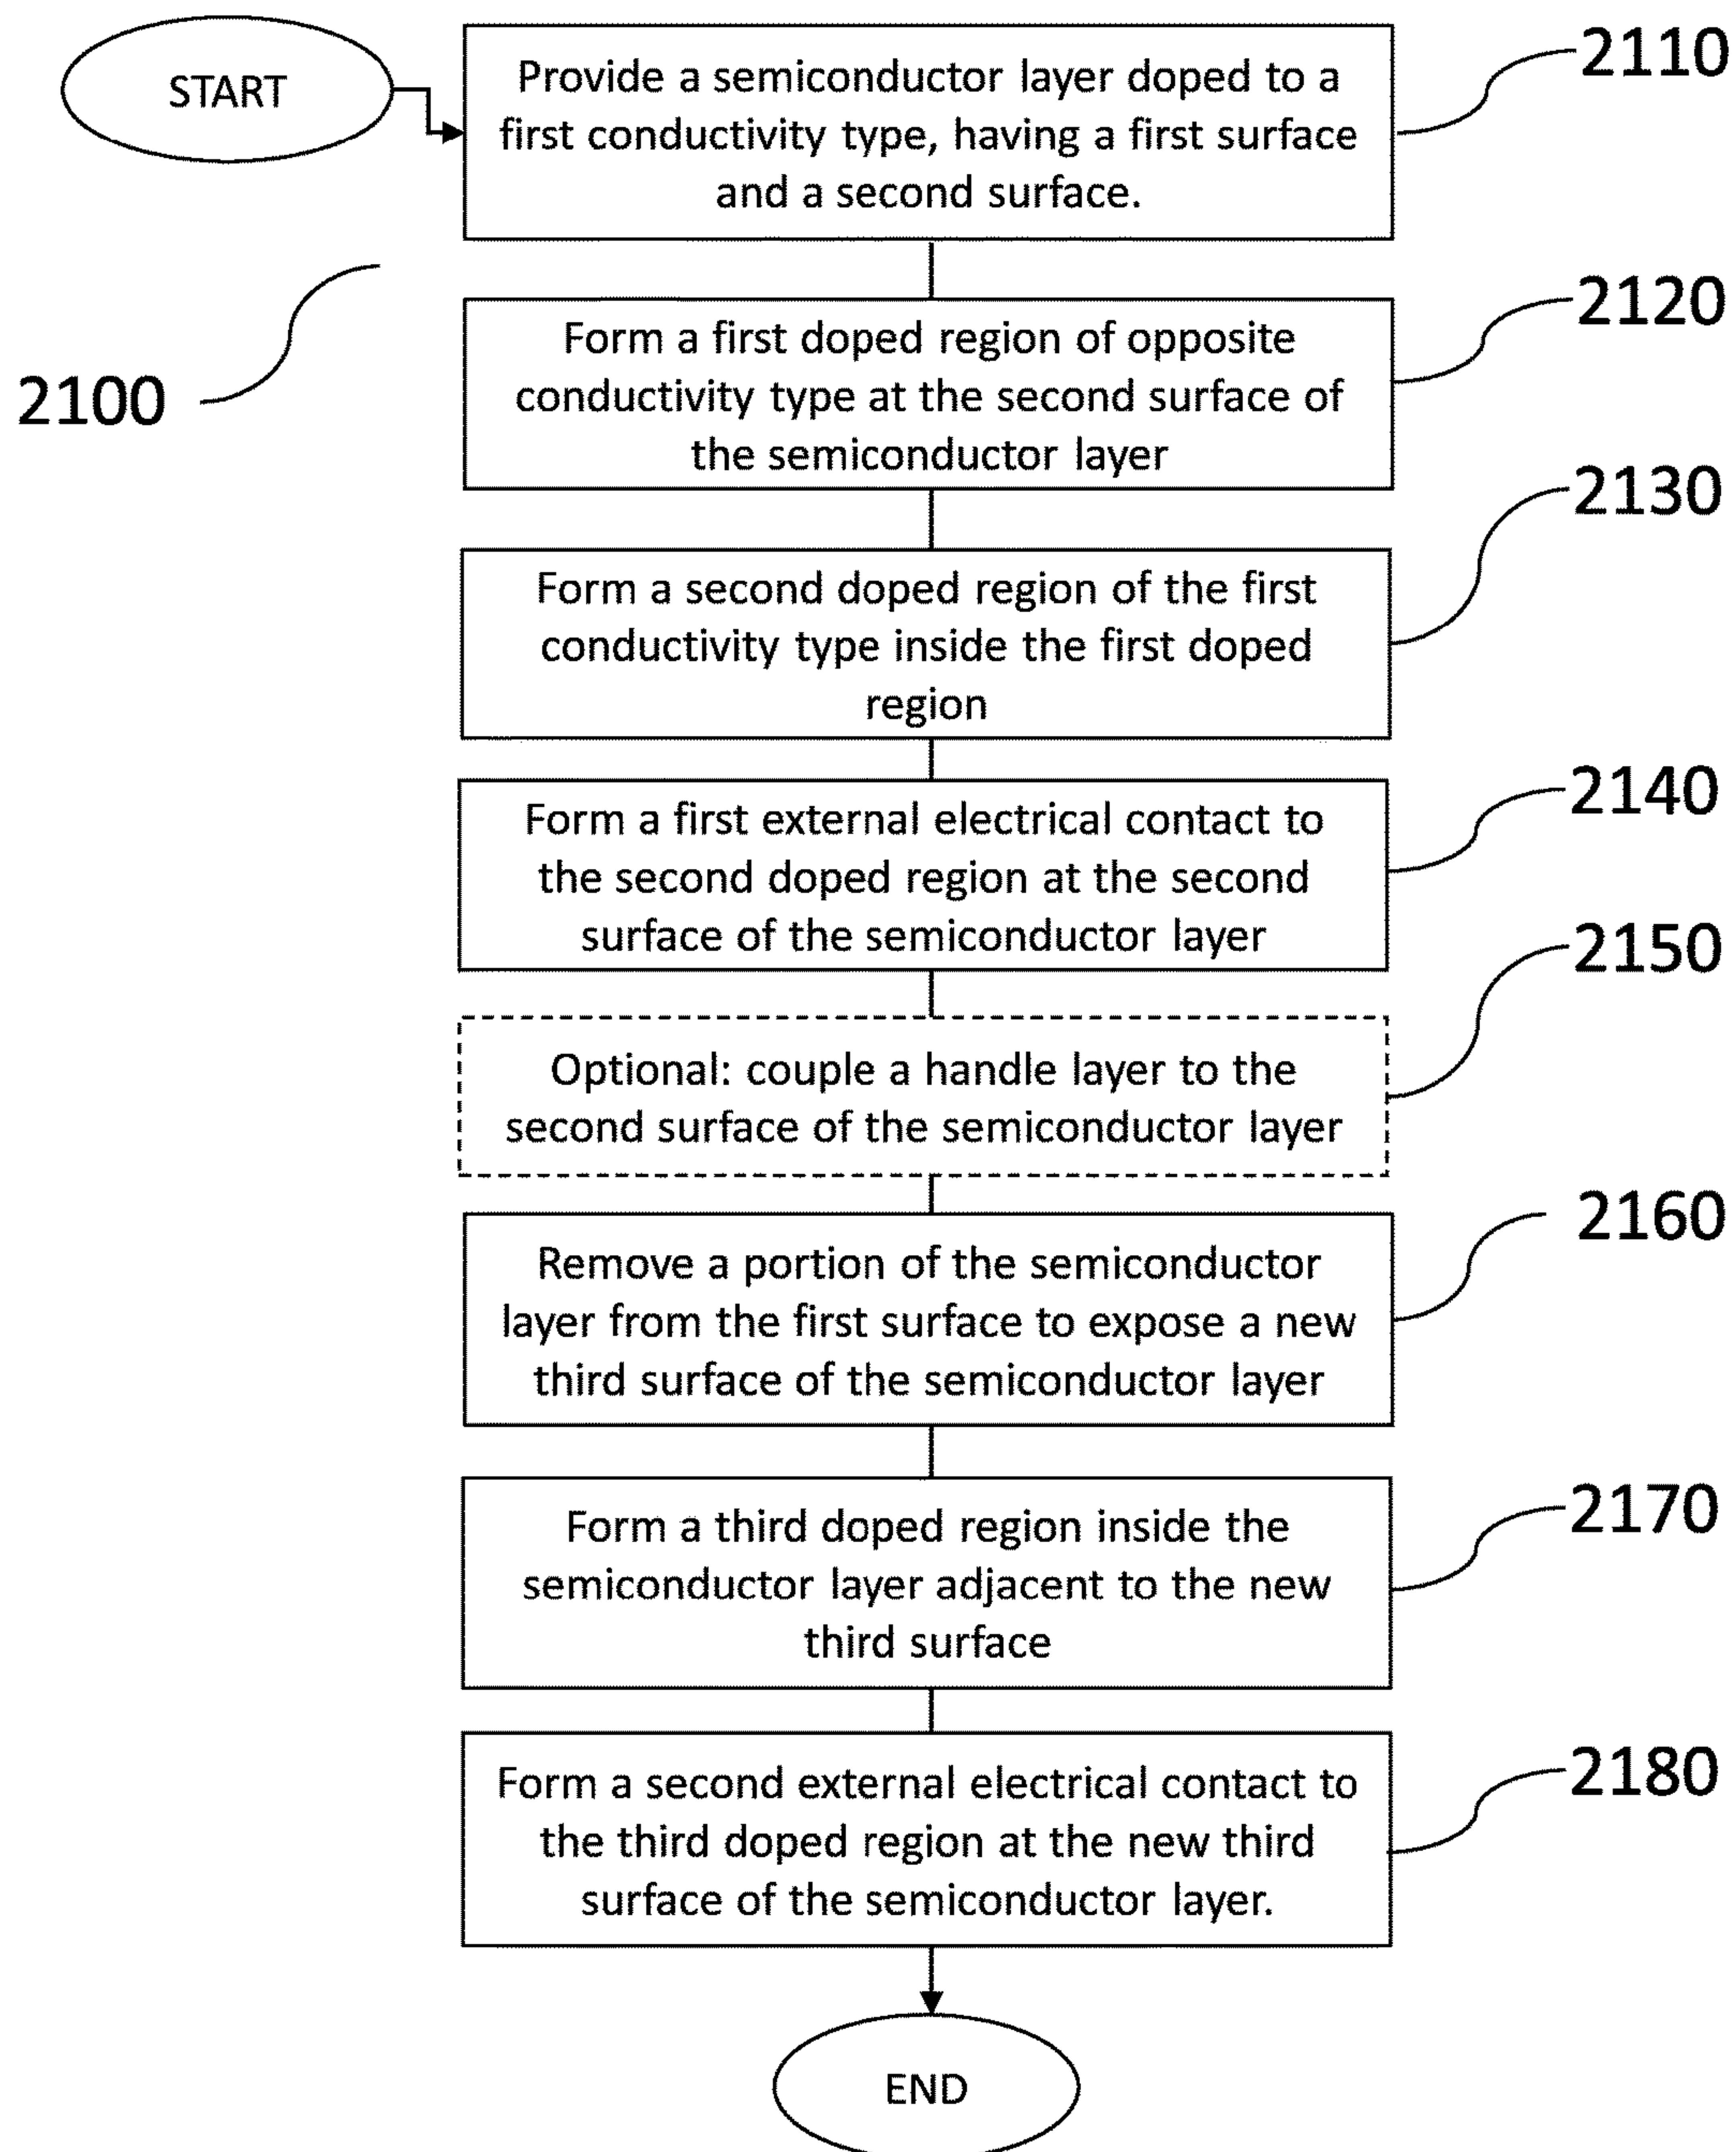 START
Provide a semiconductor layer doped to a
first conductivity type, having a first surface
and a second surface.
2110
2100
Form a first doped region of opposite
conductivity type at the second surface of
the semiconductor layer
2120
Form a second doped region of the first
conductivity type inside the first doped
region
2130
Form a first external electrical contact to
the second doped region at the second
surface of the semiconductor layer
2140
Optional: couple a handle layer to the
second surface of the semiconductor layer
2150
Remove a portion of the semiconductor
layer from the first surface to expose a new
third surface of the semiconductor layer
2160
Form a third doped region inside the
semiconductor layer adjacent to the new
third surface
2170
Form a second external electrical contact to
the third doped region at the new third
surface of the semiconductor layer.
2180
END